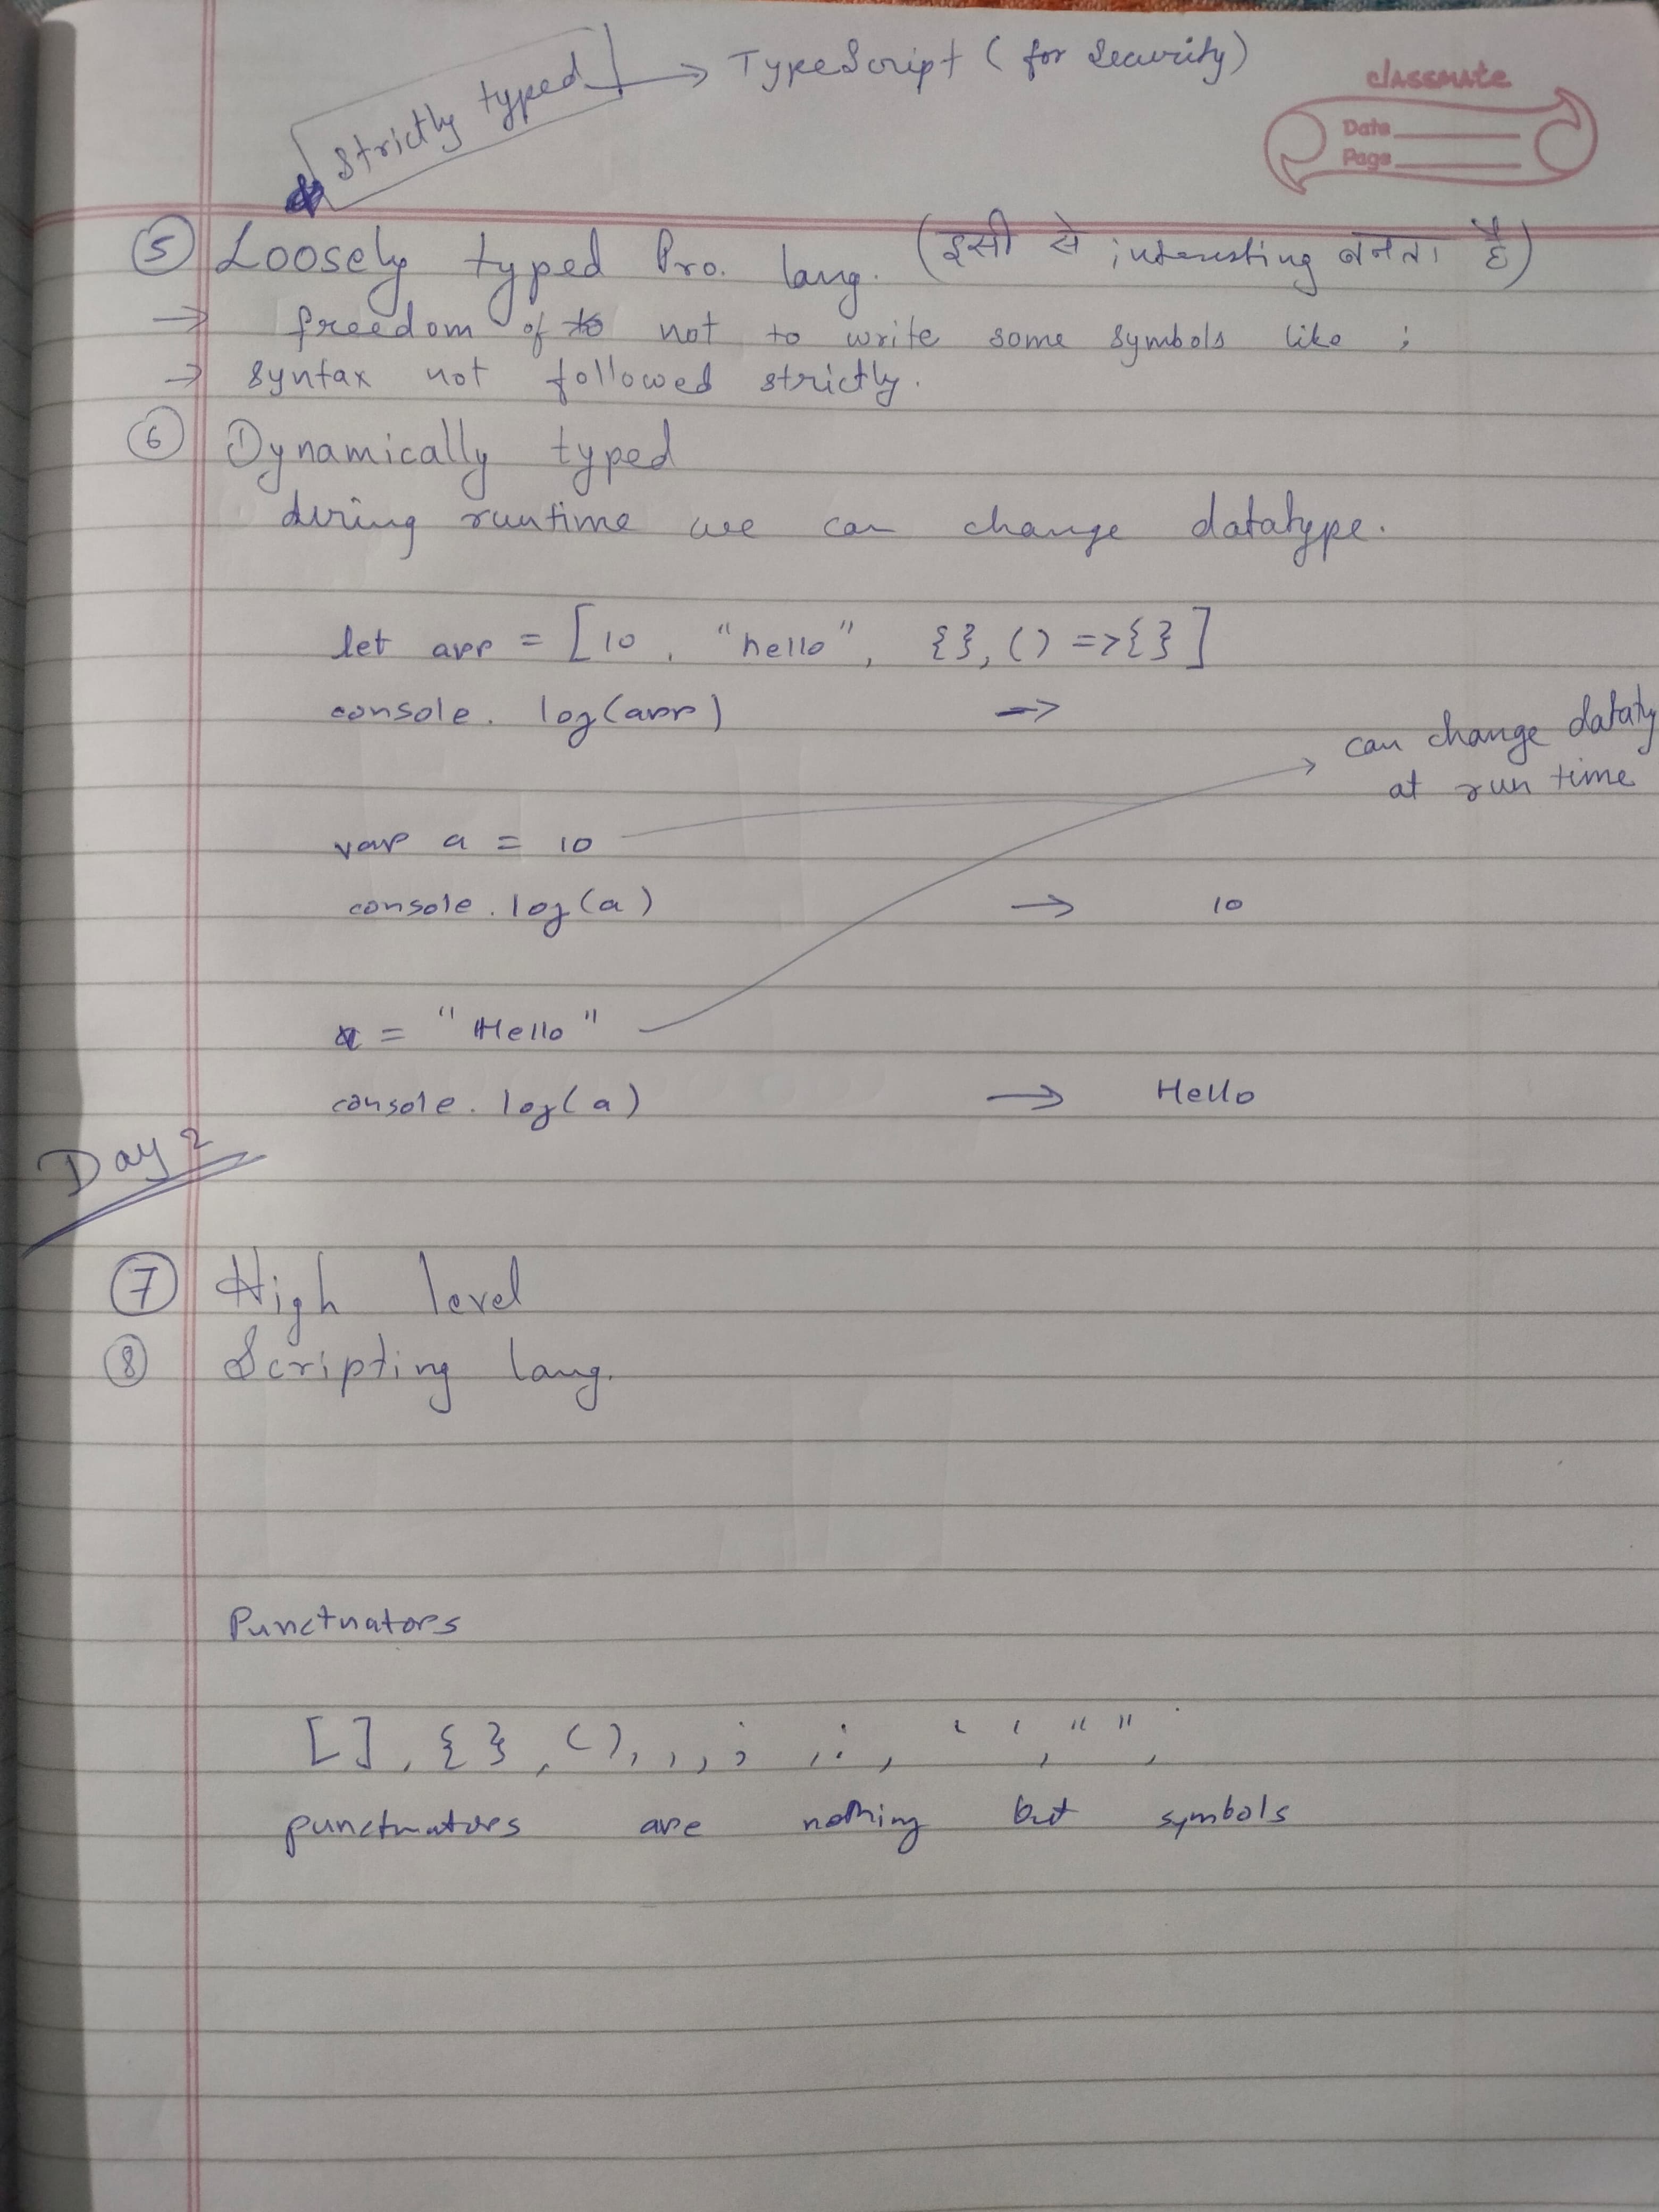 Strictly typed → TypeScript ( for Security)
classmate
Date
Page
⑤ Loosely typed Pro. lang. (इसी से interesting बनता है)
→ freedom of not to write some symbols like ;
→ syntax not followed strictly.
⑥ Dynamically typed
during runtime we can change datatype.
let arr = [10, "hello", {}, () =>{}]
console. log(arr) →
can change dataty
at run time
var a = 10
console.log(a) → 10
a = "Hello"
console. log(a) → Hello
Day 2
⑦ High level
⑧ Scripting lang.
Punctuators
[], {}, (), , , ; , : , ' ', " ",
punctuators are nothing but symbols